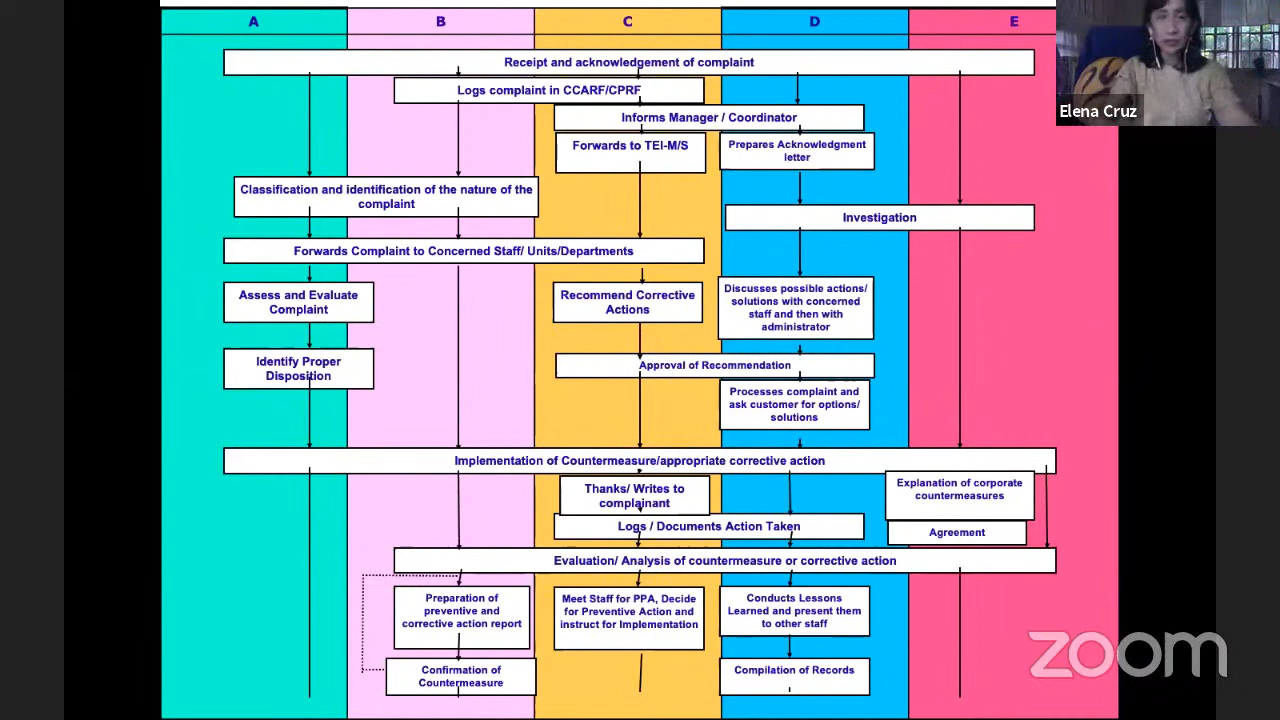 A B C D E
Receipt and acknowledgement of complaint
Elena Cruz
Logs complaint in CCARF/CPRF
Informs Manager / Coordinator
Forwards to TEI-M/S
Prepares Acknowledgment
letter
Classification and identification of the nature of the
complaint
Investigation
Forwards Complaint to Concerned Staff/ Units/Departments
Assess and Evaluate
Complaint
Recommend Corrective
Actions
Discusses possible actions/
solutions with concerned
staff and then with
administrator
Identify Proper
Disposition
Approval of Recommendation
Processes complaint and
ask customer for options/
solutions
Implementation of Countermeasure/appropriate corrective action
Thanks/ Writes to
complainant
Explanation of corporate
countermeasures
Logs / Documents Action Taken
Agreement
Evaluation/ Analysis of countermeasure or corrective action
Preparation of
preventive and
corrective action report
Meet Staff for PPA, Decide
for Preventive Action and
instruct for Implementation
Conducts Lessons
Learned and present them
to other staff
Confirmation of
Countermeasure
Compilation of Records
zoom